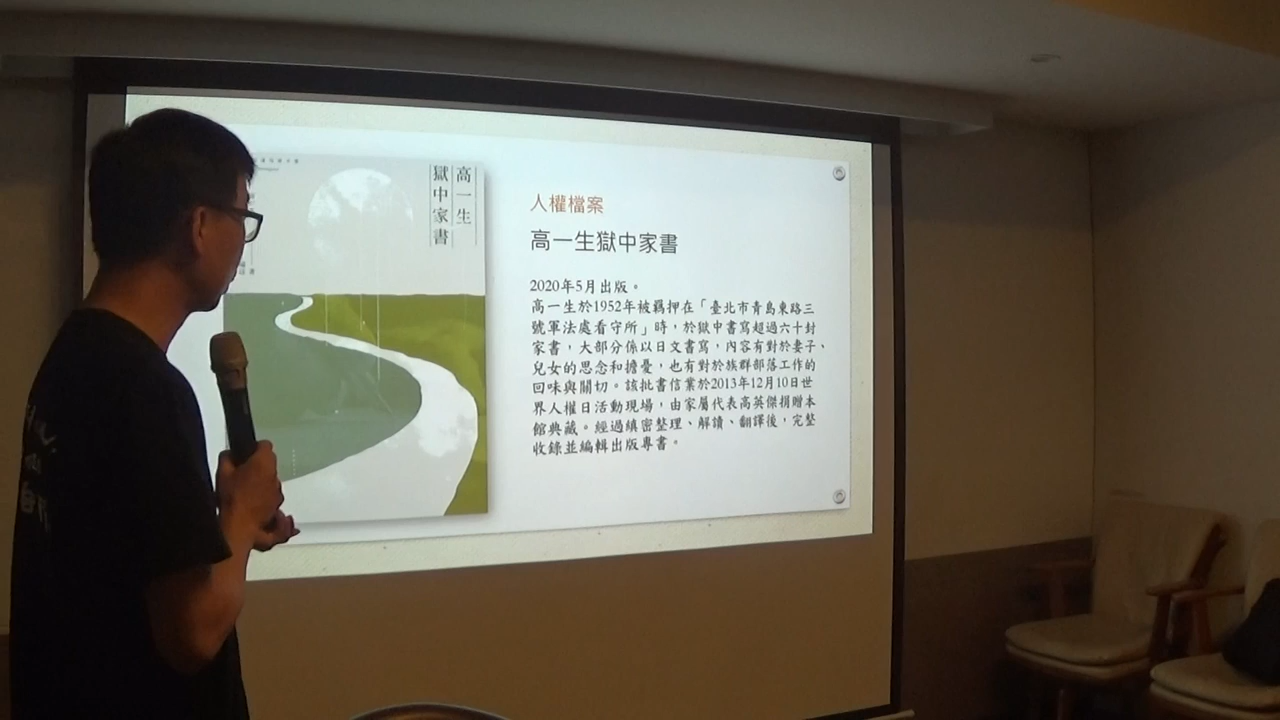 高一生
獄中家書
人權檔案
高一生獄中家書
2020年5月出版。
高一生於1952年被羈押在「臺北市青島東路三
號軍法處看守所」時，於獄中書寫超過六十封
家書，大部分係以日文書寫，內容有對於妻子、
兒女的思念和擔憂，也有對於族群部落工作的
回味與關切。該批書信業於2013年12月10日世
界人權日活動現場，由家屬代表高英傑捐贈本
館典藏。經過縝密整理、解讀、翻譯後，完整
收錄並編輯出版專書。